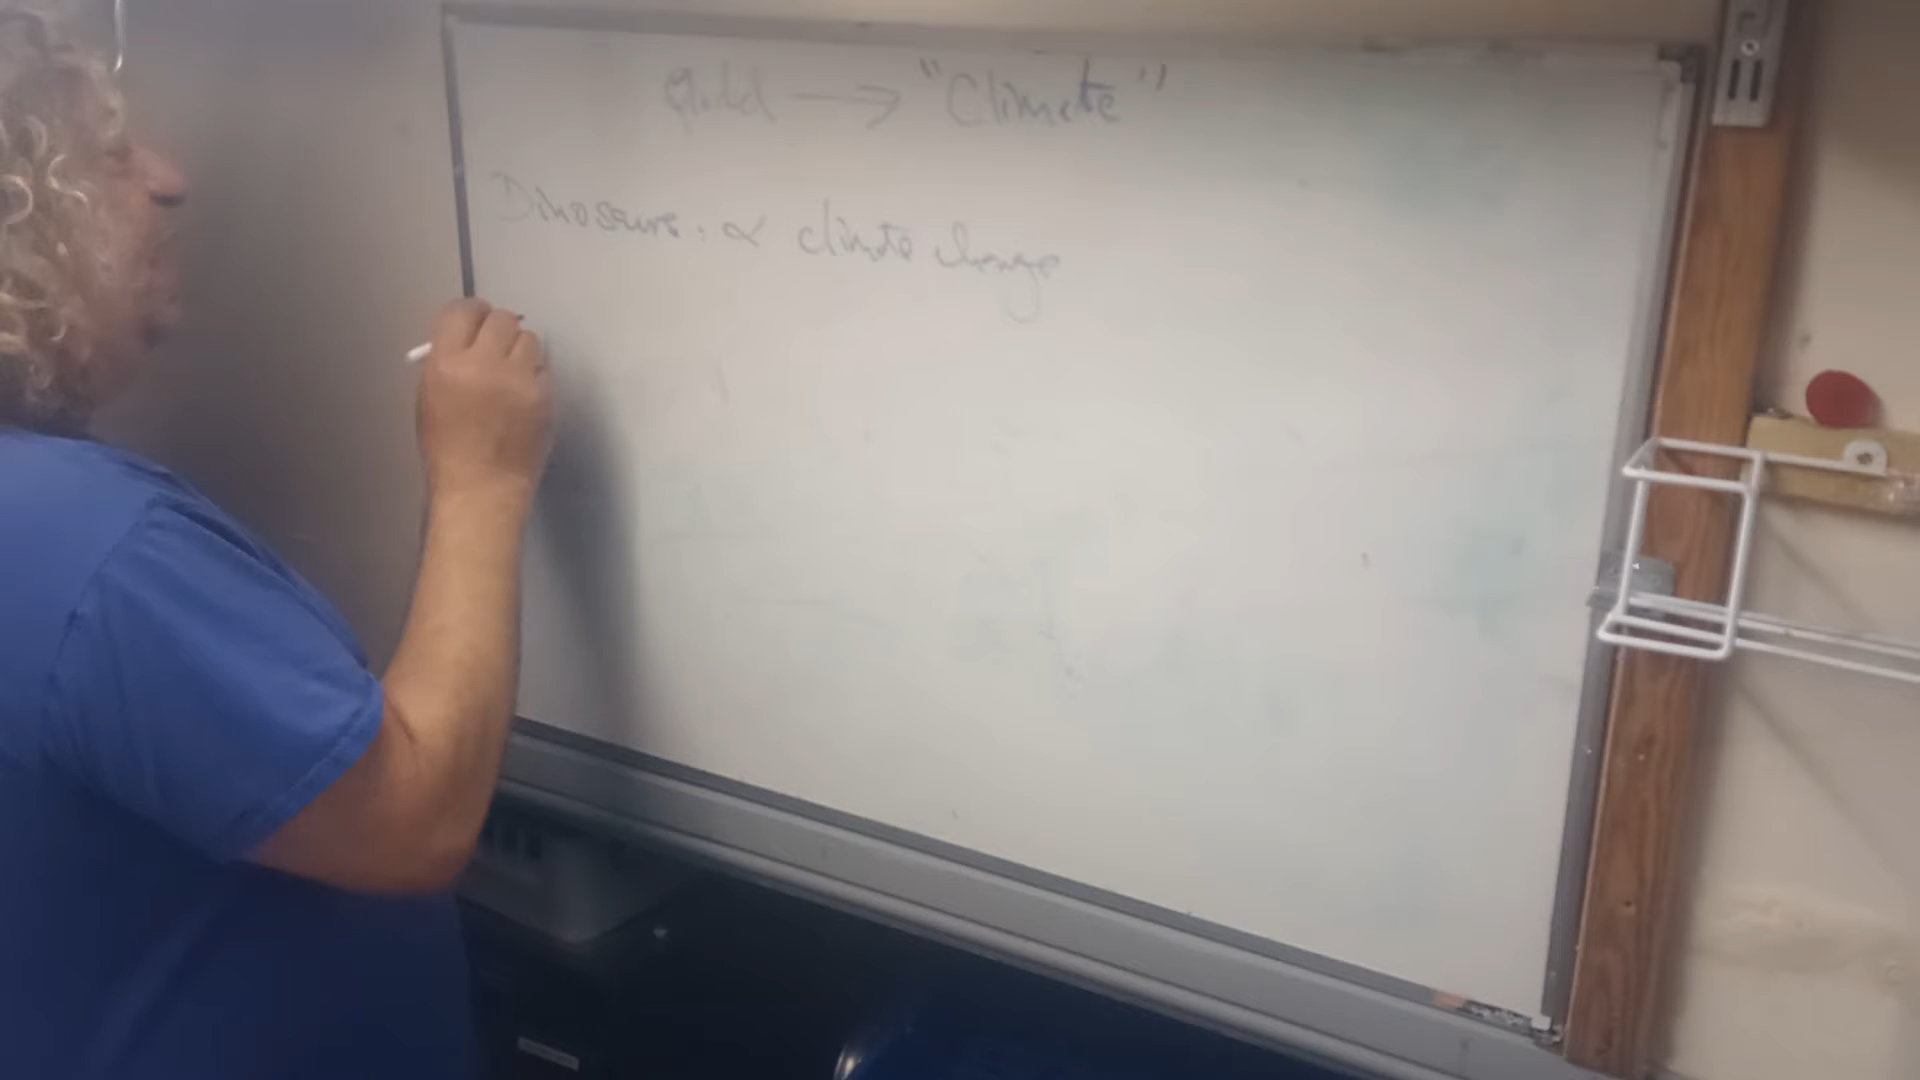 → "Climate"
Dinosaurs: ∝ climate change